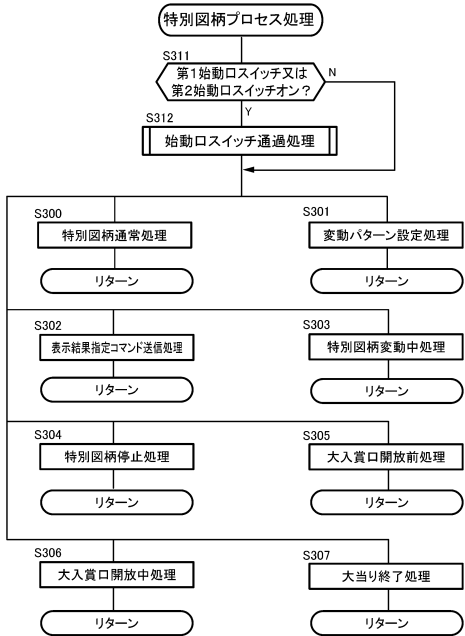 特別図柄プロセス処理
S311
第1始動口スイッチ又は
第2始動口スイッチオン？
N
Y
S312
始動口スイッチ通過処理
S300
特別図柄通常処理
リターン
S301
変動パターン設定処理
リターン
S302
表示結果指定コマンド送信処理
リターン
S303
特別図柄変動中処理
リターン
S304
特別図柄停止処理
リターン
S305
大入賞口開放前処理
リターン
S306
大入賞口開放中処理
リターン
S307
大当り終了処理
リターン